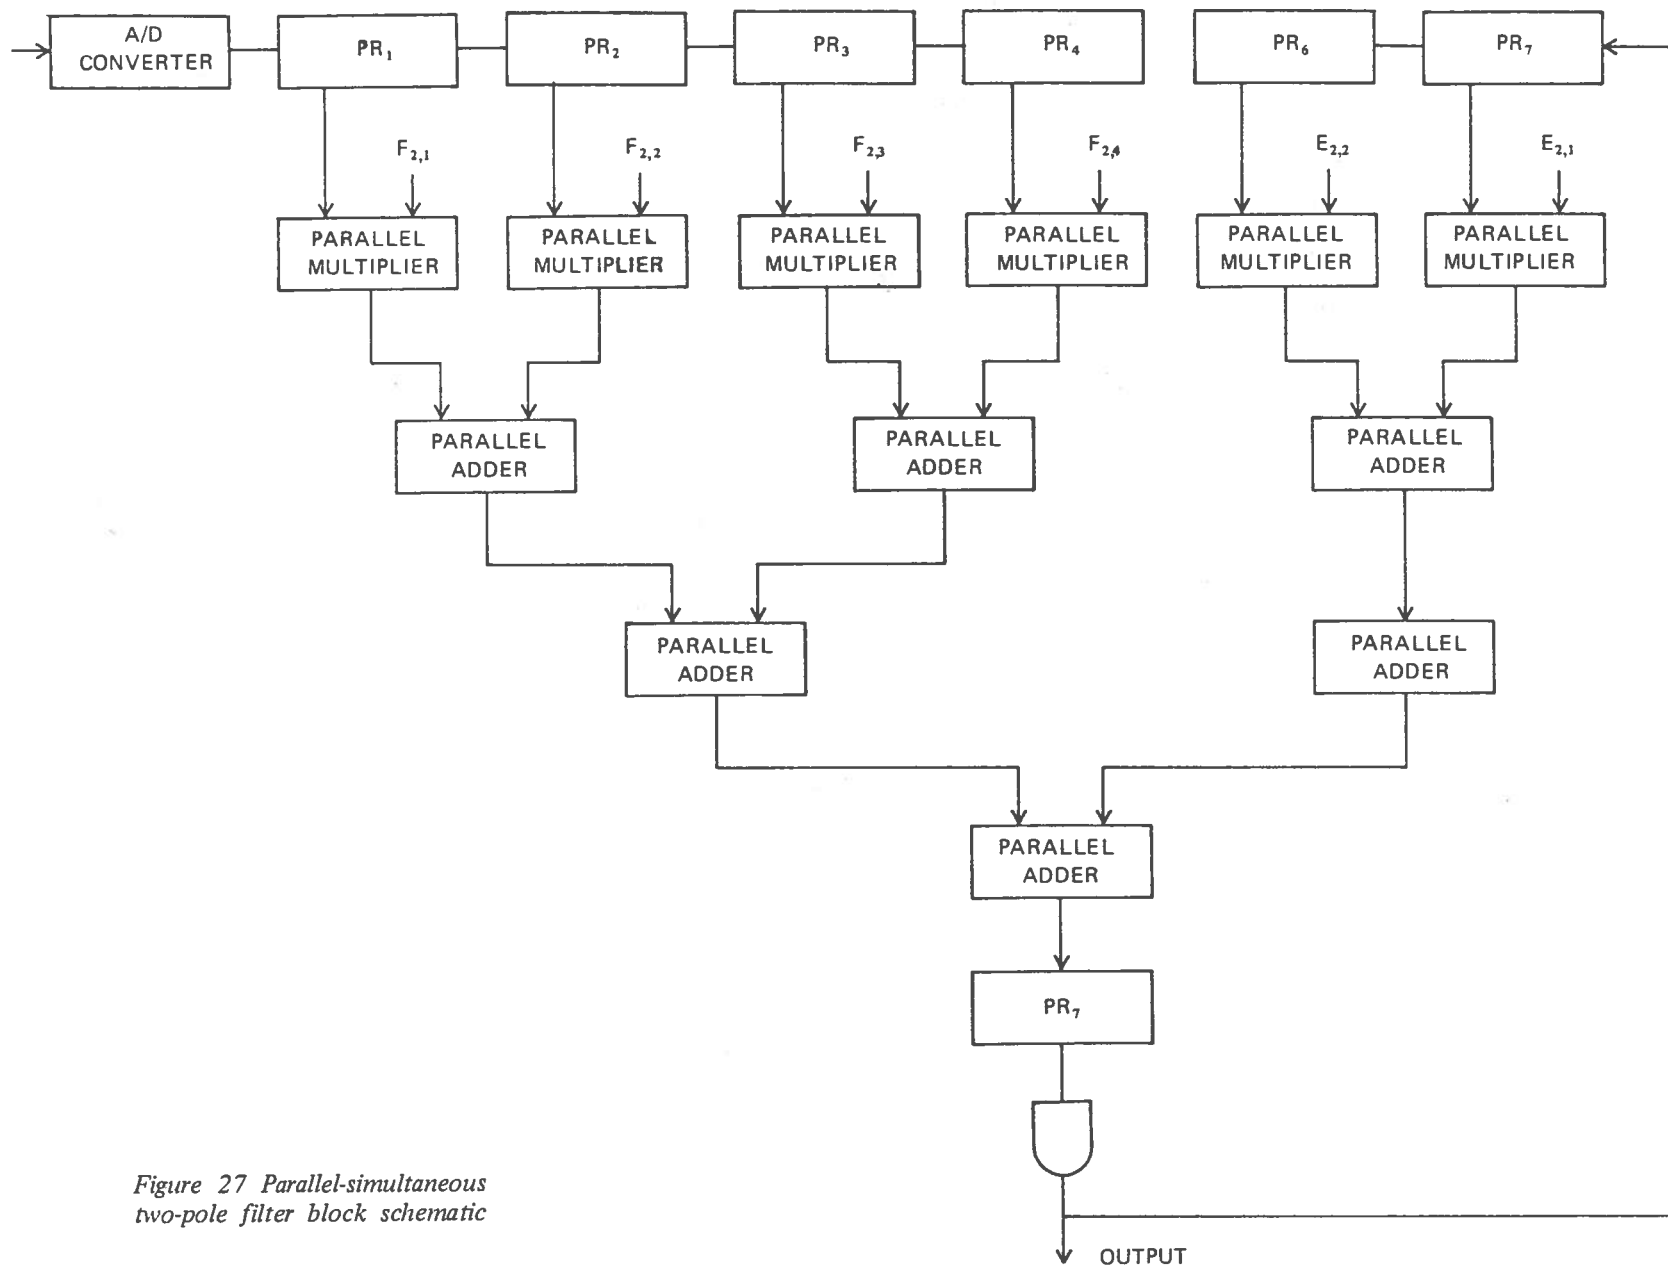 A/D
CONVERTER
PR₁
PR₂
PR₃
PR₄
PR₆
PR₇
F₂,₁
F₂,₂
F₂,₃
F₂,₄
E₂,₂
E₂,₁
PARALLEL
MULTIPLIER
PARALLEL
MULTIPLIER
PARALLEL
MULTIPLIER
PARALLEL
MULTIPLIER
PARALLEL
MULTIPLIER
PARALLEL
MULTIPLIER
PARALLEL
ADDER
PARALLEL
ADDER
PARALLEL
ADDER
PARALLEL
ADDER
PARALLEL
ADDER
PARALLEL
ADDER
PR₇
Figure 27 Parallel-simultaneous
two-pole filter block schematic
OUTPUT